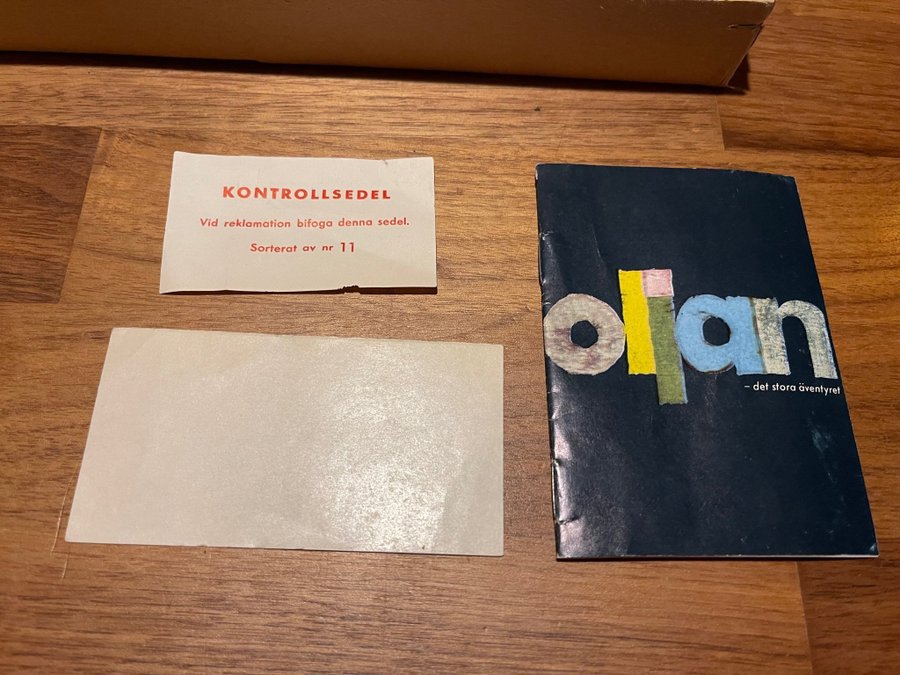 KONTROLLSEDEL
Vid reklamation bifoga denna sedel.
Sorterat av nr 11
oljan
– det stora äventyret